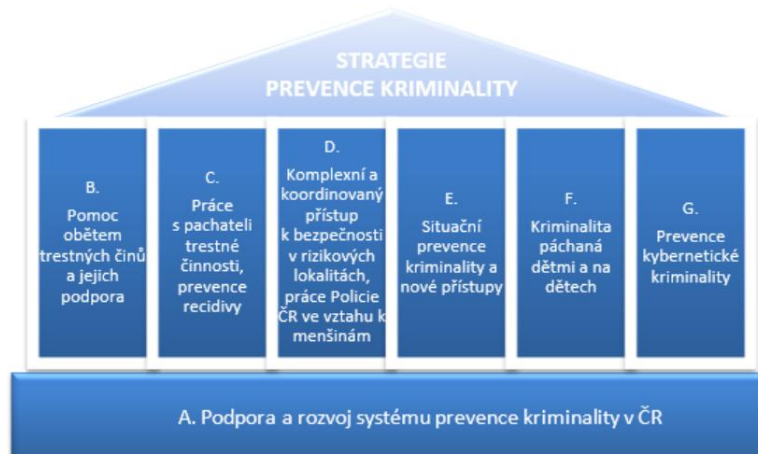 STRATEGIE
PREVENCE KRIMINALITY
B.
Pomoc
obětem
trestných činů
a jejich
podpora
C.
Práce
s pachateli
trestné
činnosti,
prevence
recidivy
D.
Komplexní a
koordinovaný
přístup
k bezpečnosti
v rizikových
lokalitách,
práce Policie
ČR ve vztahu k
menšinám
E.
Situační
prevence
kriminality a
nové přístupy
F.
Kriminalita
páchaná
dětmi a na
dětech
G.
Prevence
kybernetické
kriminality
A. Podpora a rozvoj systému prevence kriminality v ČR